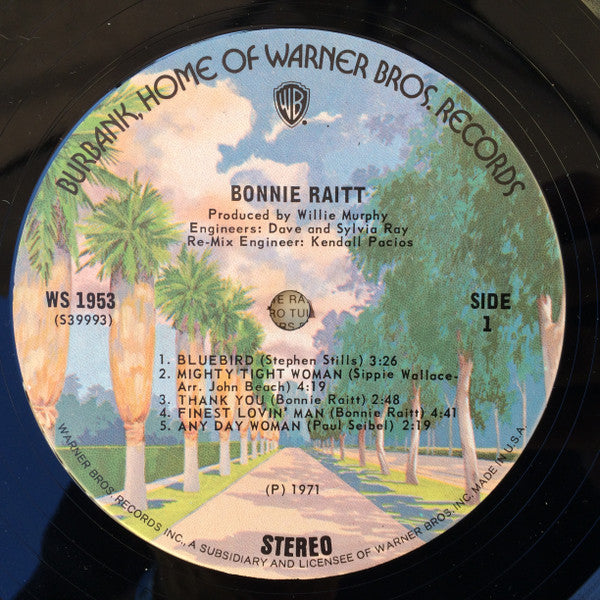 BURBANK, HOME OF WARNER BROS. RECORDS
WB
BONNIE RAITT
Produced by Willie Murphy
Engineers: Dave and Sylvia Ray
Re-Mix Engineer: Kendall Pacios
WS 1953
(S39993)
SIDE
1
1. BLUEBIRD (Stephen Stills) 3:26
2. MIGHTY TIGHT WOMAN (Sippie Wallace-
Arr. John Beach) 4:19
3. THANK YOU (Bonnie Raitt) 2:48
4. FINEST LOVIN' MAN (Bonnie Raitt) 4:41
5. ANY DAY WOMAN (Paul Seibel) 2:19
(P) 1971
STEREO
WARNER BROS. RECORDS INC., A SUBSIDIARY AND LICENSEE OF WARNER BROS. INC. MADE IN U.S.A.